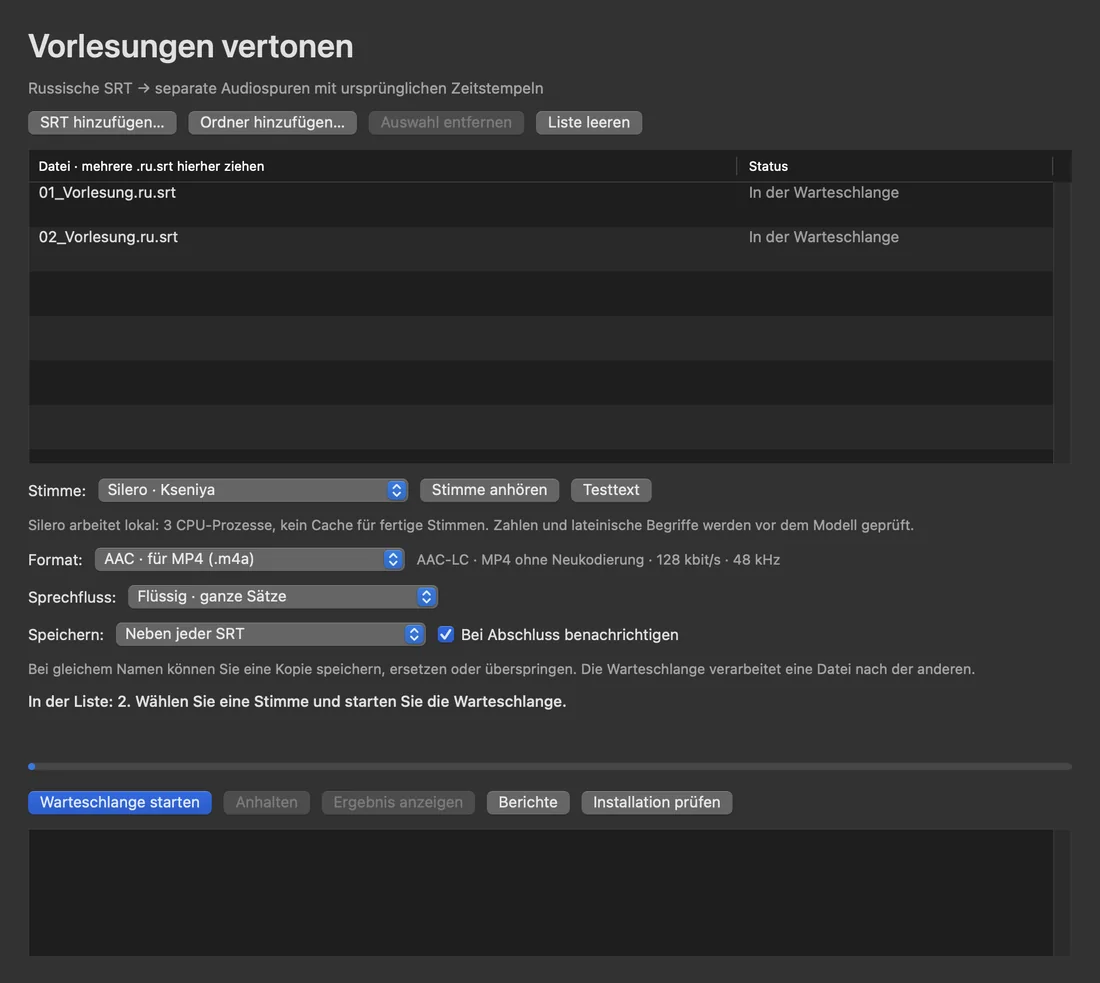 Vorlesungen vertonen
Russische SRT → separate Audiospuren mit ursprünglichen Zeitstempeln
SRT hinzufügen... Ordner hinzufügen... Auswahl entfernen Liste leeren
Datei · mehrere .ru.srt hierher ziehen Status
01_Vorlesung.ru.srt In der Warteschlange
02_Vorlesung.ru.srt In der Warteschlange
Stimme: Silero · Kseniya Stimme anhören Testtext
Silero arbeitet lokal: 3 CPU-Prozesse, kein Cache für fertige Stimmen. Zahlen und lateinische Begriffe werden vor dem Modell geprüft.
Format: AAC · für MP4 (.m4a) AAC-LC · MP4 ohne Neukodierung · 128 kbit/s · 48 kHz
Sprechfluss: Flüssig · ganze Sätze
Speichern: Neben jeder SRT Bei Abschluss benachrichtigen
Bei gleichem Namen können Sie eine Kopie speichern, ersetzen oder überspringen. Die Warteschlange verarbeitet eine Datei nach der anderen.
In der Liste: 2. Wählen Sie eine Stimme und starten Sie die Warteschlange.
Warteschlange starten Anhalten Ergebnis anzeigen Berichte Installation prüfen